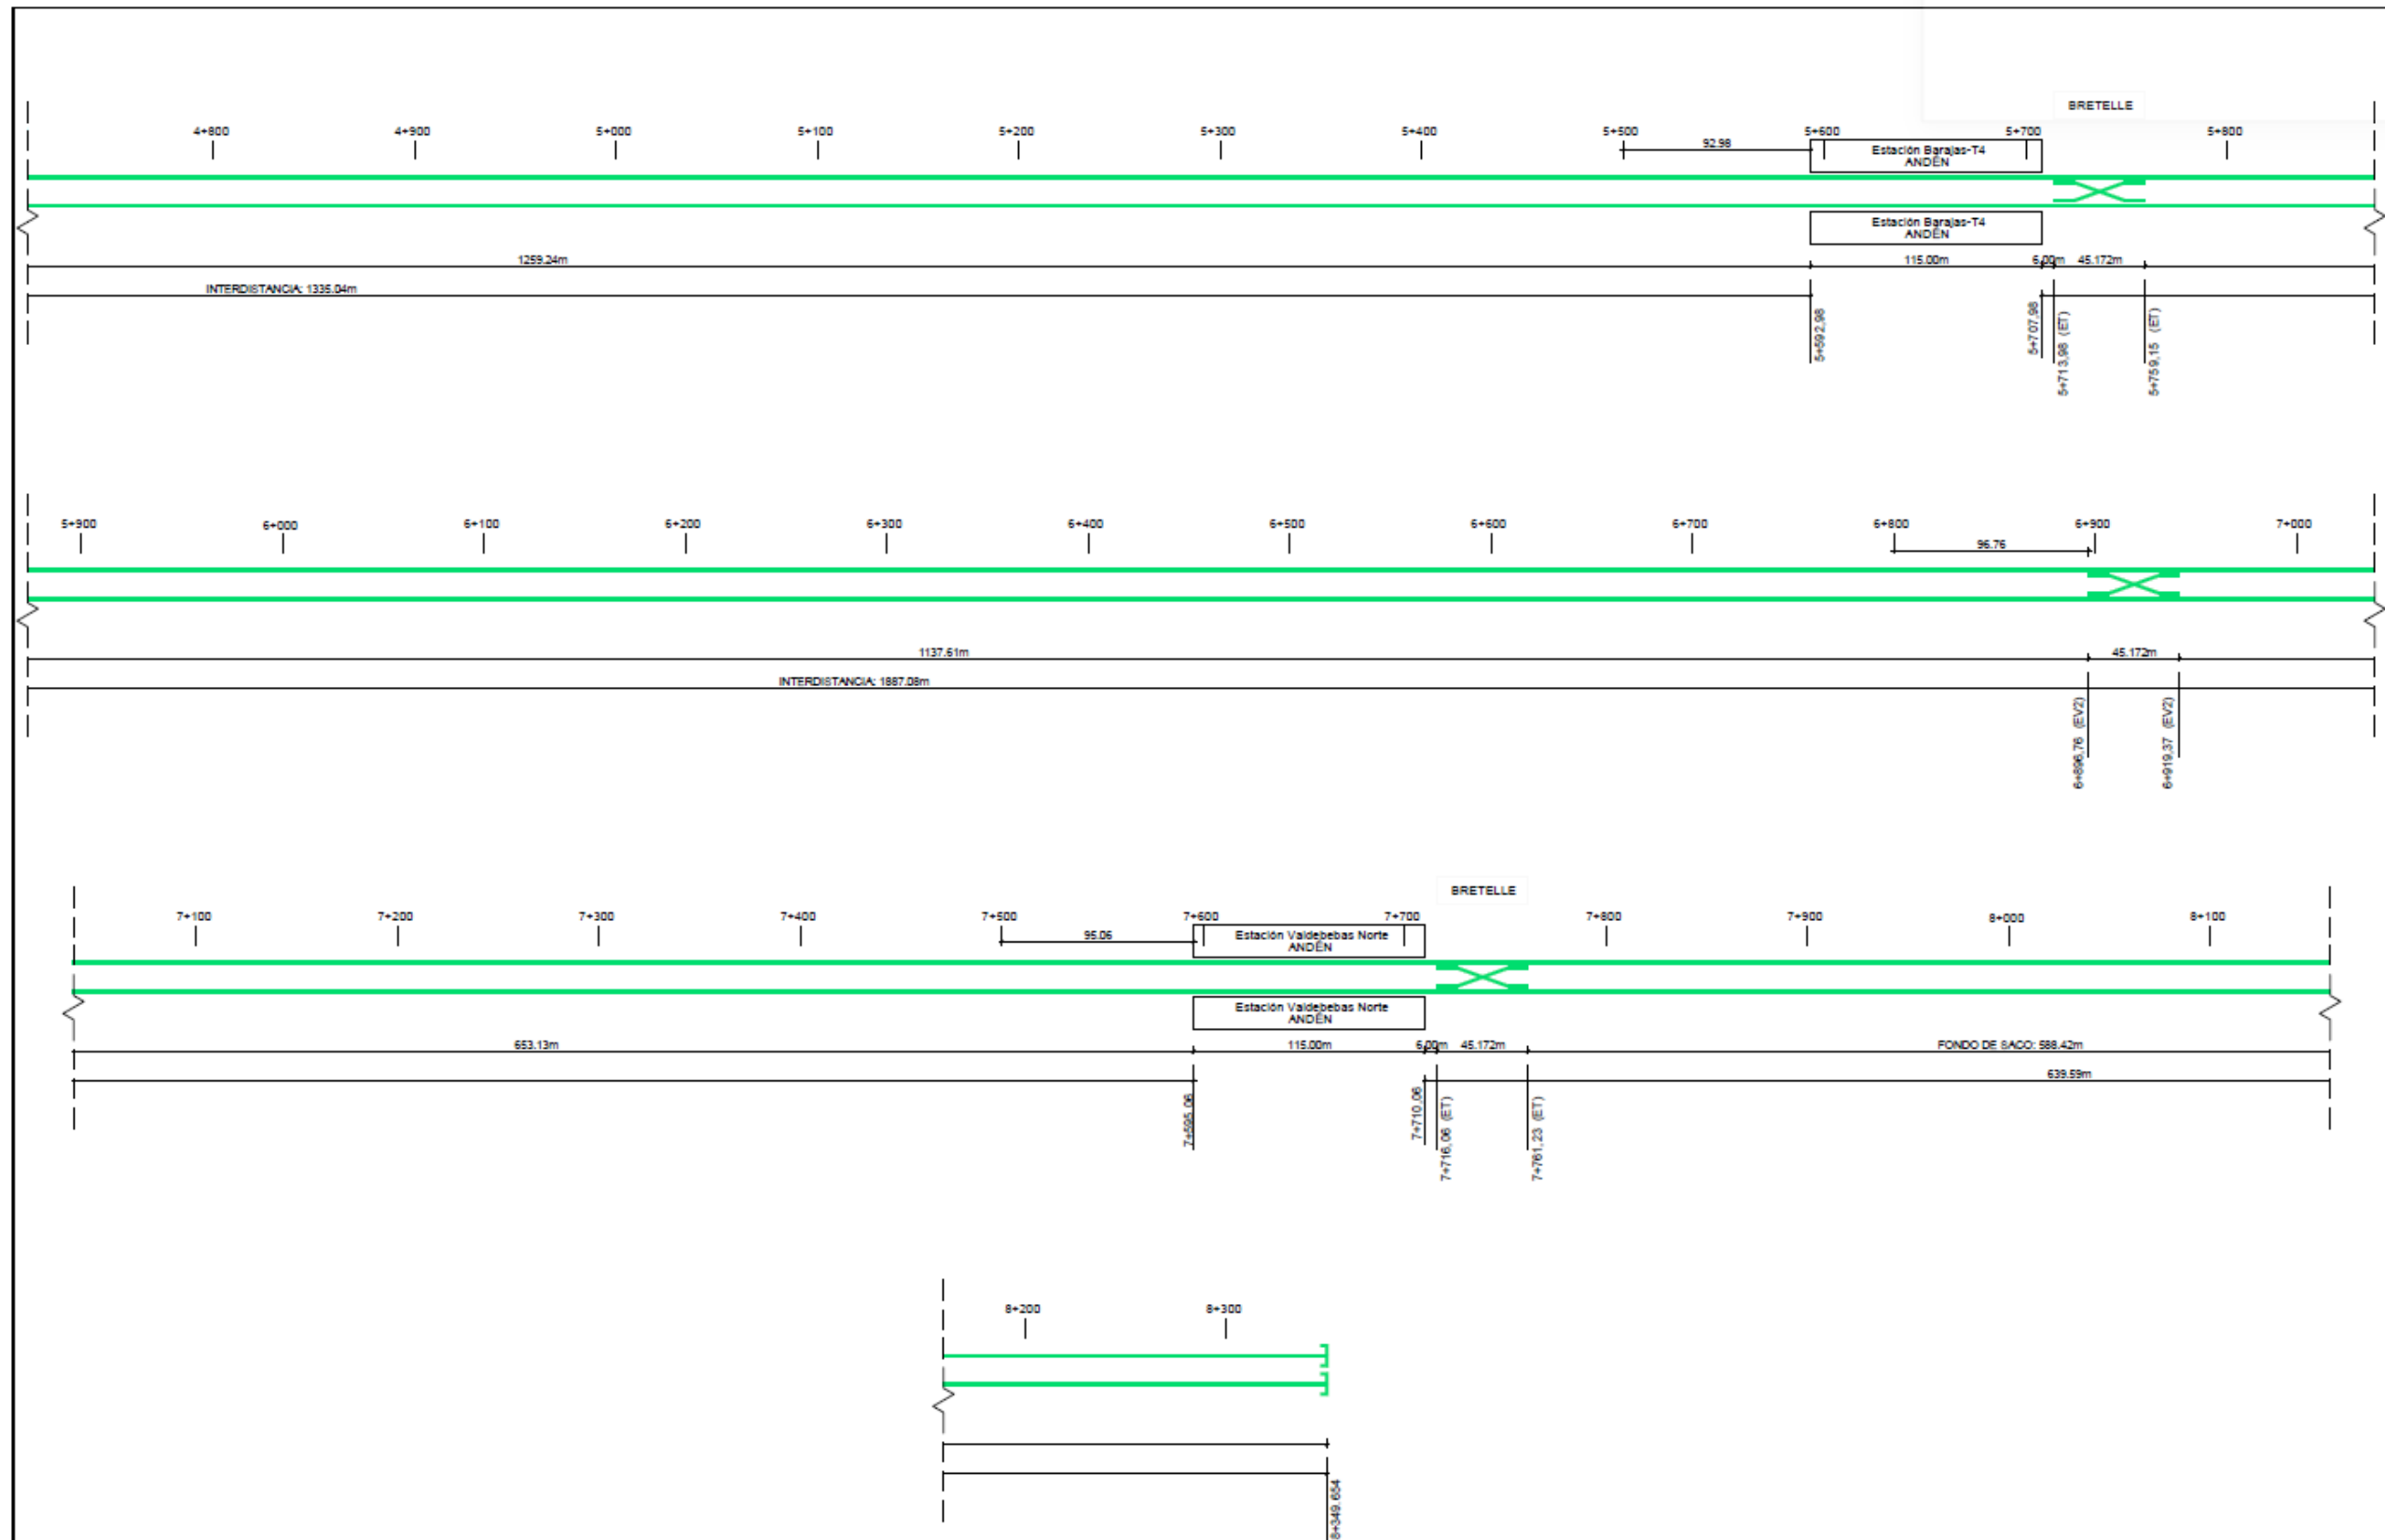 BRETELLE
4+800 4+900 5+000 5+100 5+200 5+300 5+400 5+500 5+600 5+700 5+800
92.98
Estación Barajas-T4
ANDÉN
Estación Barajas-T4
ANDÉN
1259.24m 115.00m 6.00m 45.172m
INTERDISTANCIA: 1335.04m
5+592,98
5+707,98
5+713,98 (ET)
5+759,15 (ET)
5+900 6+000 6+100 6+200 6+300 6+400 6+500 6+600 6+700 6+800 6+900 7+000
96.76
1137.61m 45.172m
INTERDISTANCIA: 1887.08m
6+896,76 (EV2)
6+919,37 (EV2)
BRETELLE
7+100 7+200 7+300 7+400 7+500 7+600 7+700 7+800 7+900 8+000 8+100
95.06
Estación Valdebebas Norte
ANDÉN
Estación Valdebebas Norte
ANDÉN
653.13m 115.00m 6.00m 45.172m FONDO DE SACO: 588.42m
639.59m
7+595,06
7+710,06
7+716,06 (ET)
7+761,23 (ET)
8+200 8+300
8+349.654